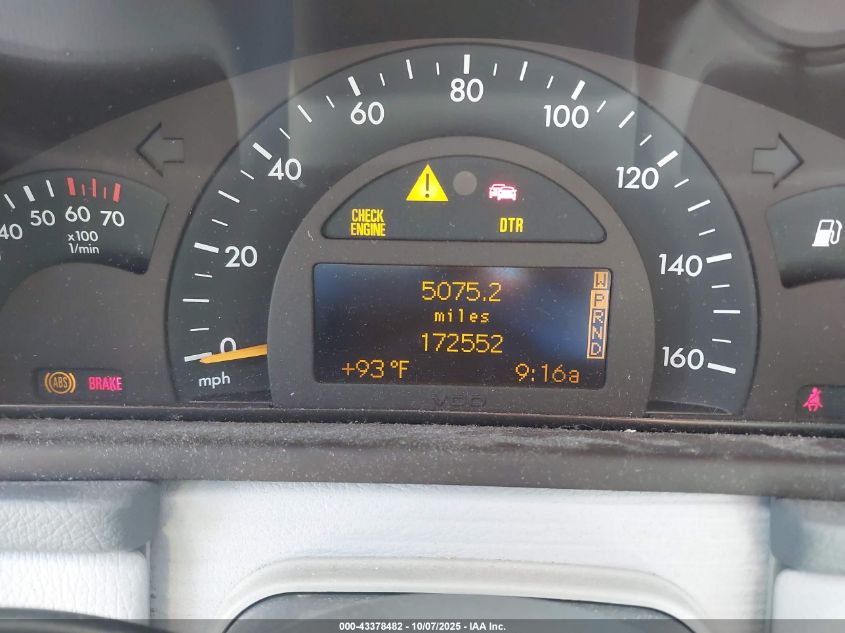 80
60
100
40
120
20
140
0
160
mph
40
50
60
70
x100
1/min
CHECK
ENGINE
DTR
5075.2
miles
172552
+93°F
9:16a
W
P
R
N
D
ABS
BRAKE
VDO
000-43378482 - 10/07/2025 - IAA Inc.